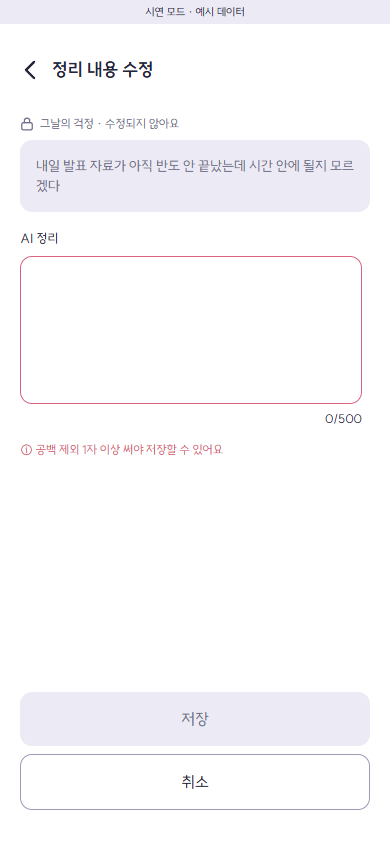 시연 모드 · 예시 데이터
정리 내용 수정
그날의 걱정 · 수정되지 않아요
내일 발표 자료가 아직 반도 안 끝났는데 시간 안에 될지 모르
겠다
AI 정리
0/500
공백 제외 1자 이상 써야 저장할 수 있어요
저장
취소